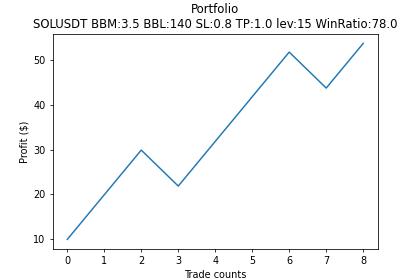 Portfolio
SOLUSDT BBM:3.5 BBL:140 SL:0.8 TP:1.0 lev:15 WinRatio:78.0
50
40
30
20
10
Profit ($)
0 1 2 3 4 5 6 7 8
Trade counts